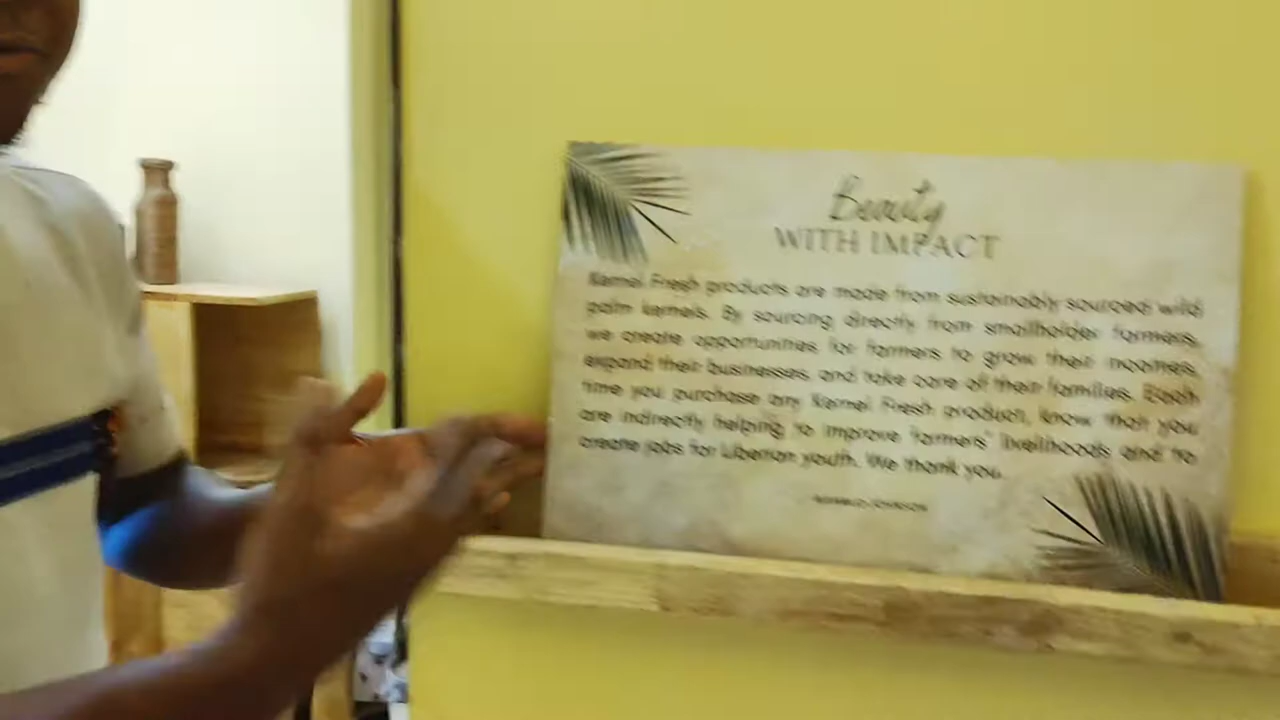 Beauty
WITH IMPACT
Kernel Fresh products are made from sustainably sourced wild
palm kernels. By sourcing directly from smallholder farmers,
we create opportunities for farmers to grow their incomes,
expand their businesses, and take care of their families. Each
time you purchase any Kernel Fresh product, know that you
are indirectly helping to improve farmers' livelihoods and to
create jobs for Liberian youth. We thank you.
JOHNSON